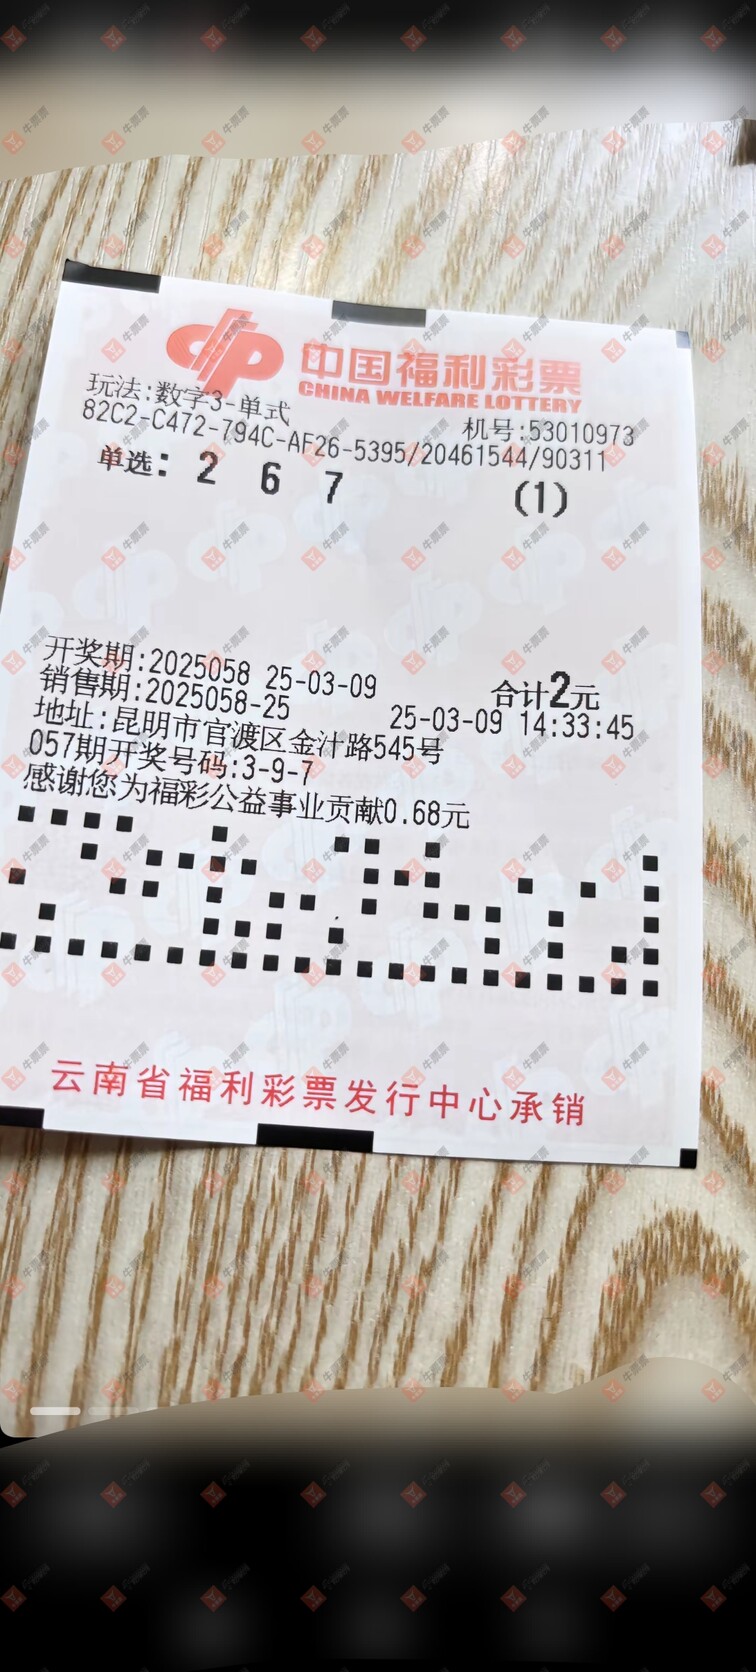 中国福利彩票
CHINA WELFARE LOTTERY
玩法:数字3-单式
机号:53010973
82C2-C472-794C-AF26-5395/20461544/90311
单选: 2 6 7 (1)
开奖期:2025058 25-03-09
合计2元
销售期:2025058-25 25-03-09 14:33:45
地址:昆明市官渡区金汁路545号
057期开奖号码:3-9-7
感谢您为福彩公益事业贡献0.68元
云南省福利彩票发行中心承销